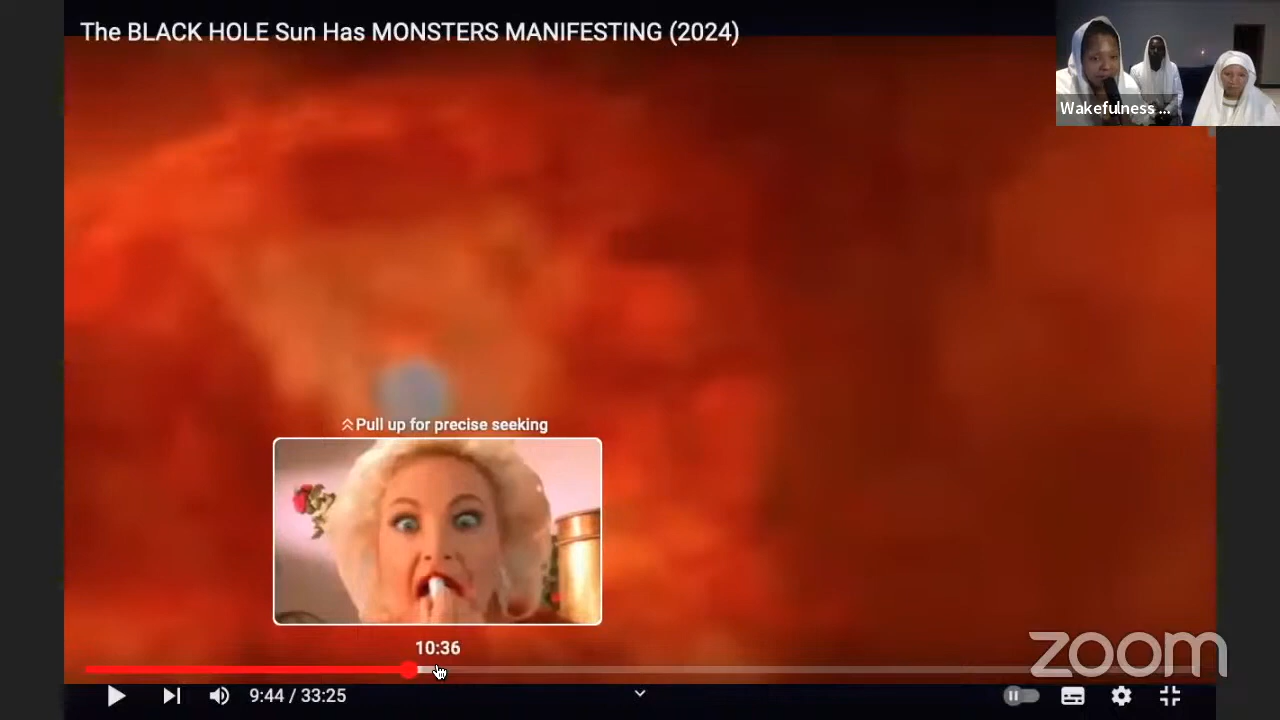 The BLACK HOLE Sun Has MONSTERS MANIFESTING (2024)
Wakefulness ...
Pull up for precise seeking
10:36
zoom
9:44 / 33:25